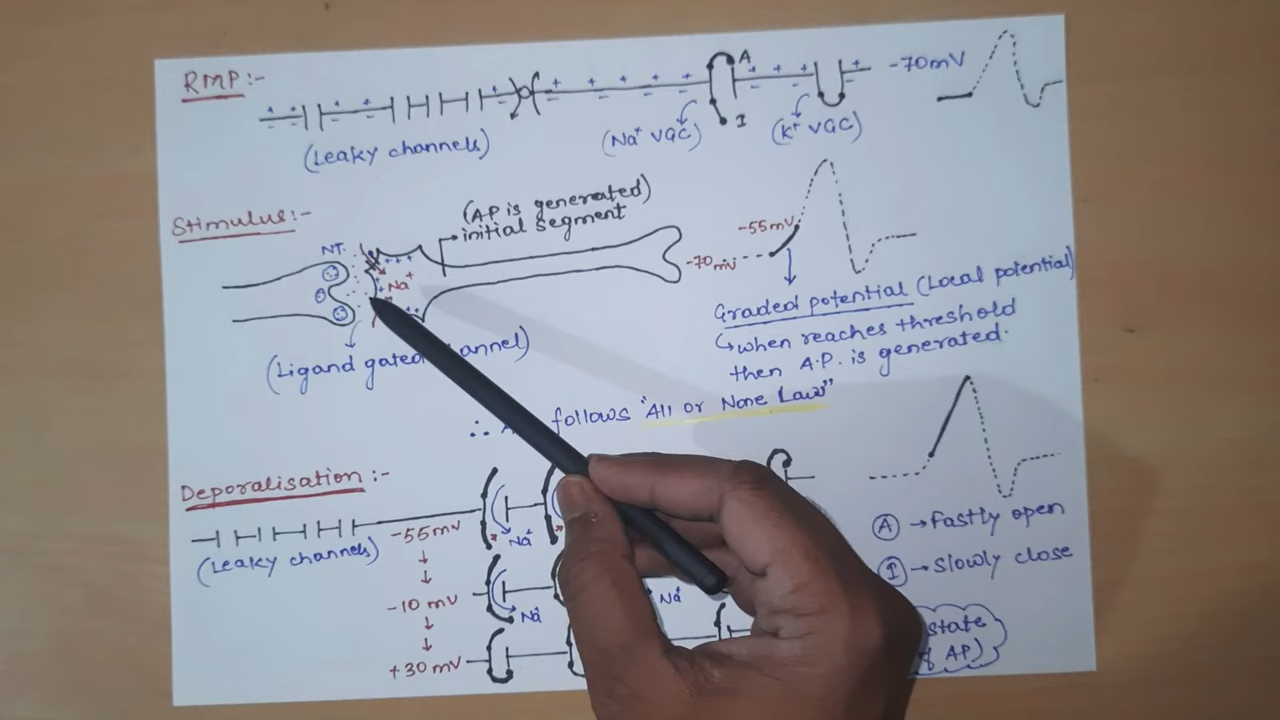 RMP:-
-70mV
A
I
(Leaky channels)
(Na⁺ VGC)
(K⁺ VGC)
Stimulus:-
(AP is generated)
initial segment
NT.
Na⁺
-55mV
-70mv
Graded potential (Local potential)
↳when reaches threshold
then A.P. is generated.
(Ligand gated
∴ follows "All or None Law"
Deporalisation:-
(Leaky channels)
-55mV
Na⁺
↓
↓
-10 mV
Na⁺
Na⁺
↓
↓
+30 mV
(A) → Fastly open
(I) → Slowly close
state
AP)